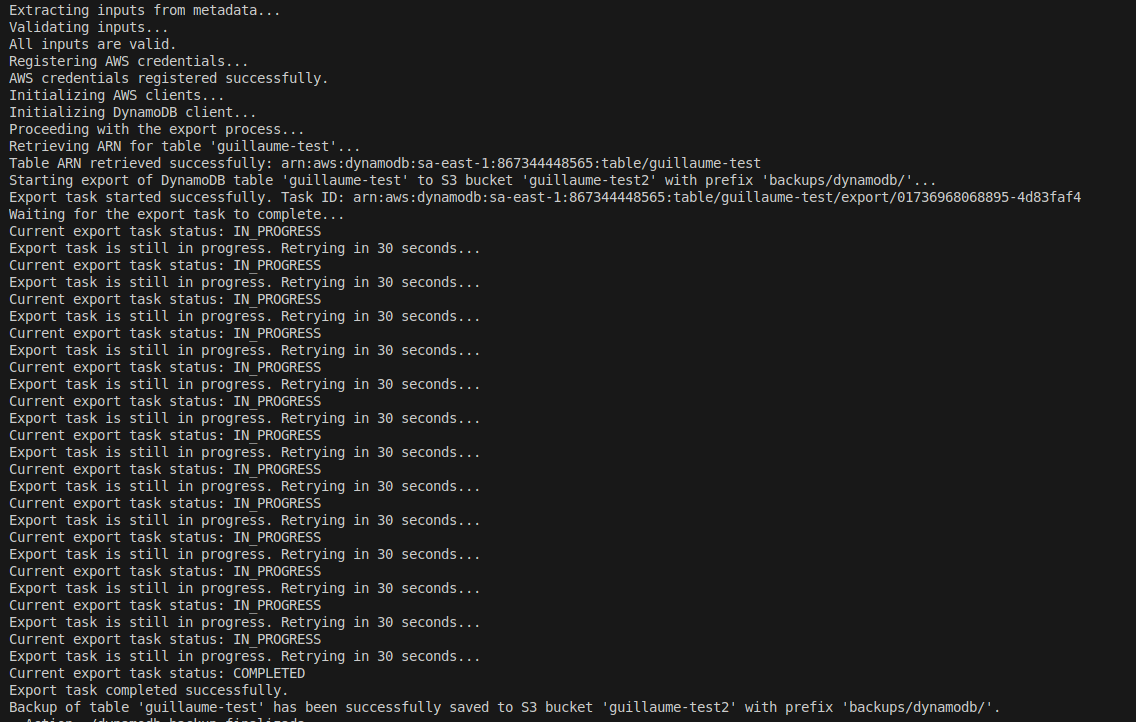 Extracting inputs from metadata...
Validating inputs...
All inputs are valid.
Registering AWS credentials...
AWS credentials registered successfully.
Initializing AWS clients...
Initializing DynamoDB client...
Proceeding with the export process...
Retrieving ARN for table 'guillaume-test'...
Table ARN retrieved successfully: arn:aws:dynamodb:sa-east-1:867344448565:table/guillaume-test
Starting export of DynamoDB table 'guillaume-test' to S3 bucket 'guillaume-test2' with prefix 'backups/dynamodb/'...
Export task started successfully. Task ID: arn:aws:dynamodb:sa-east-1:867344448565:table/guillaume-test/export/01736968068895-4d83faf4
Waiting for the export task to complete...
Current export task status: IN_PROGRESS
Export task is still in progress. Retrying in 30 seconds...
Current export task status: IN_PROGRESS
Export task is still in progress. Retrying in 30 seconds...
Current export task status: IN_PROGRESS
Export task is still in progress. Retrying in 30 seconds...
Current export task status: IN_PROGRESS
Export task is still in progress. Retrying in 30 seconds...
Current export task status: IN_PROGRESS
Export task is still in progress. Retrying in 30 seconds...
Current export task status: IN_PROGRESS
Export task is still in progress. Retrying in 30 seconds...
Current export task status: IN_PROGRESS
Export task is still in progress. Retrying in 30 seconds...
Current export task status: IN_PROGRESS
Export task is still in progress. Retrying in 30 seconds...
Current export task status: IN_PROGRESS
Export task is still in progress. Retrying in 30 seconds...
Current export task status: IN_PROGRESS
Export task is still in progress. Retrying in 30 seconds...
Current export task status: IN_PROGRESS
Export task is still in progress. Retrying in 30 seconds...
Current export task status: IN_PROGRESS
Export task is still in progress. Retrying in 30 seconds...
Current export task status: IN_PROGRESS
Export task is still in progress. Retrying in 30 seconds...
Current export task status: COMPLETED
Export task completed successfully.
Backup of table 'guillaume-test' has been successfully saved to S3 bucket 'guillaume-test2' with prefix 'backups/dynamodb/'.